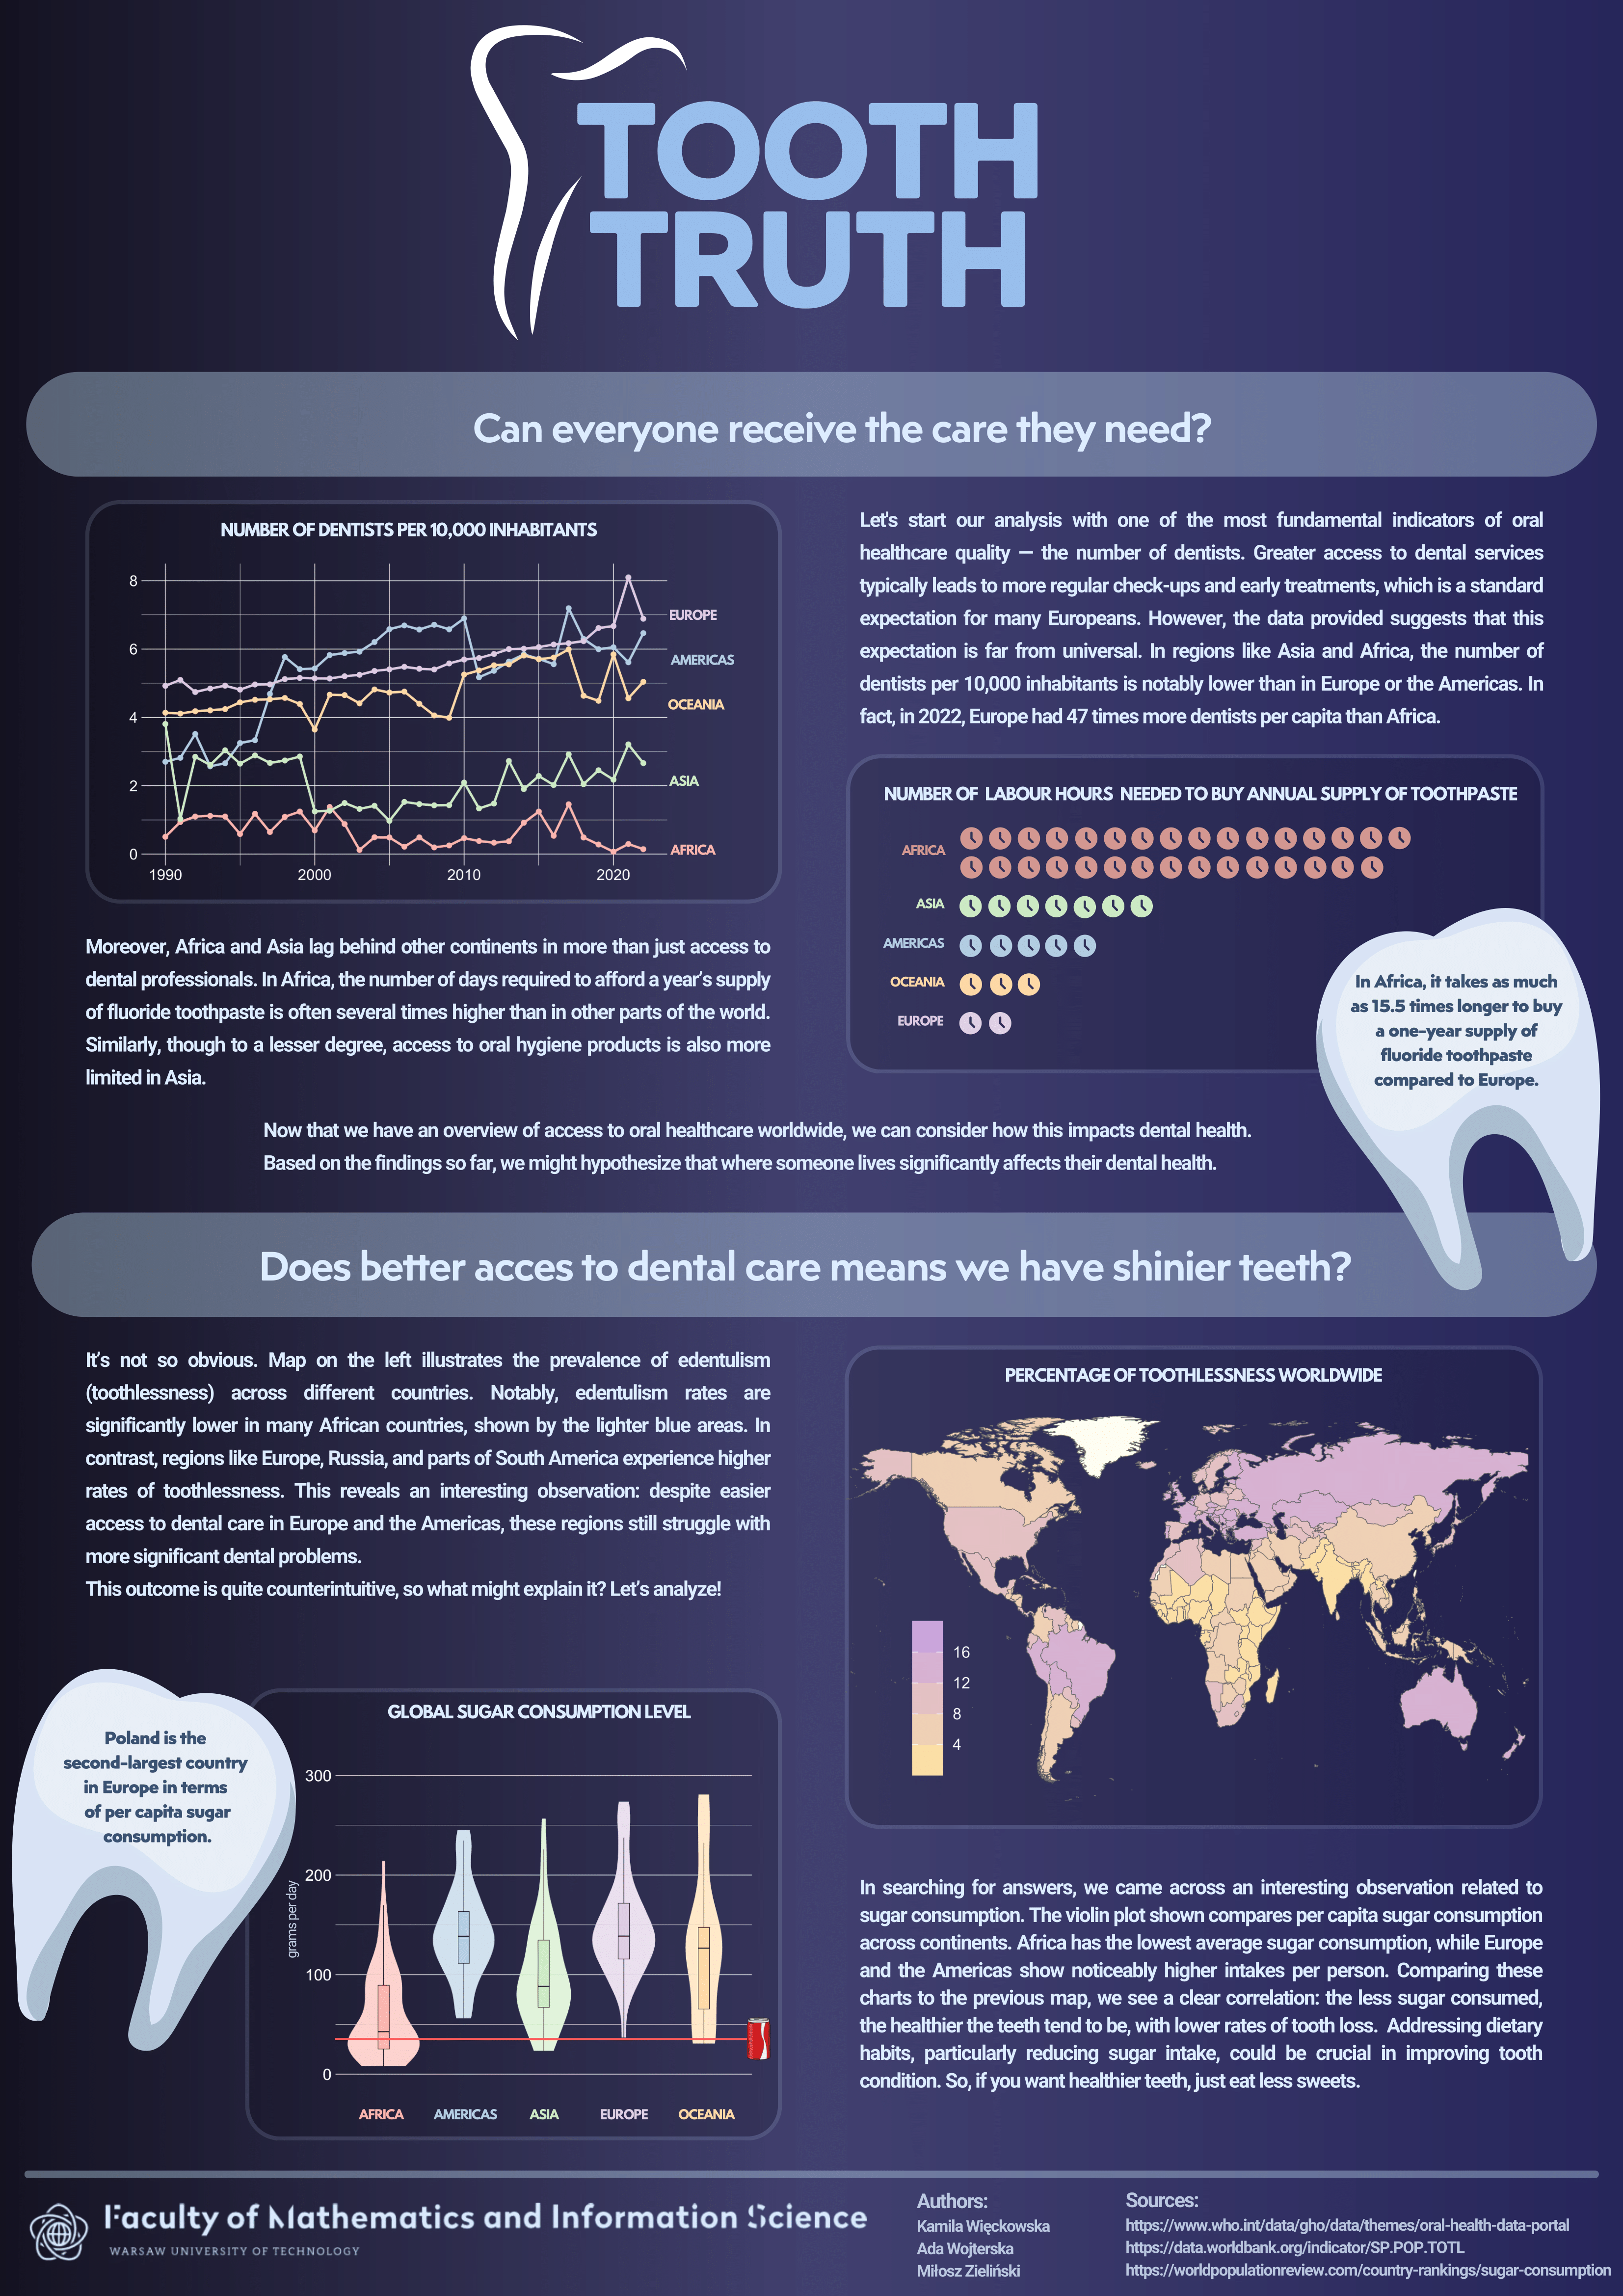 TOOTH
TRUTH
Can everyone receive the care they need?
NUMBER OF DENTISTS PER 10,000 INHABITANTS
8
6
4
2
0
1990
2000
2010
2020
EUROPE
AMERICAS
OCEANIA
ASIA
AFRICA
Let's start our analysis with one of the most fundamental indicators of oral
healthcare quality — the number of dentists. Greater access to dental services
typically leads to more regular check-ups and early treatments, which is a standard
expectation for many Europeans. However, the data provided suggests that this
expectation is far from universal. In regions like Asia and Africa, the number of
dentists per 10,000 inhabitants is notably lower than in Europe or the Americas. In
fact, in 2022, Europe had 47 times more dentists per capita than Africa.
NUMBER OF LABOUR HOURS NEEDED TO BUY ANNUAL SUPPLY OF TOOTHPASTE
AFRICA
ASIA
AMERICAS
OCEANIA
EUROPE
In Africa, it takes as much
as 15.5 times longer to buy
a one-year supply of
fluoride toothpaste
compared to Europe.
Moreover, Africa and Asia lag behind other continents in more than just access to
dental professionals. In Africa, the number of days required to afford a year's supply
of fluoride toothpaste is often several times higher than in other parts of the world.
Similarly, though to a lesser degree, access to oral hygiene products is also more
limited in Asia.
Now that we have an overview of access to oral healthcare worldwide, we can consider how this impacts dental health.
Based on the findings so far, we might hypothesize that where someone lives significantly affects their dental health.
Does better acces to dental care means we have shinier teeth?
It's not so obvious. Map on the left illustrates the prevalence of edentulism
(toothlessness) across different countries. Notably, edentulism rates are
significantly lower in many African countries, shown by the lighter blue areas. In
contrast, regions like Europe, Russia, and parts of South America experience higher
rates of toothlessness. This reveals an interesting observation: despite easier
access to dental care in Europe and the Americas, these regions still struggle with
more significant dental problems.
This outcome is quite counterintuitive, so what might explain it? Let's analyze!
PERCENTAGE OF TOOTHLESSNESS WORLDWIDE
16
12
8
4
Poland is the
second-largest country
in Europe in terms
of per capita sugar
consumption.
GLOBAL SUGAR CONSUMPTION LEVEL
grams per day
300
200
100
0
AFRICA
AMERICAS
ASIA
EUROPE
OCEANIA
In searching for answers, we came across an interesting observation related to
sugar consumption. The violin plot shown compares per capita sugar consumption
across continents. Africa has the lowest average sugar consumption, while Europe
and the Americas show noticeably higher intakes per person. Comparing these
charts to the previous map, we see a clear correlation: the less sugar consumed,
the healthier the teeth tend to be, with lower rates of tooth loss. Addressing dietary
habits, particularly reducing sugar intake, could be crucial in improving tooth
condition. So, if you want healthier teeth, just eat less sweets.
Faculty of Mathematics and Information Science
WARSAW UNIVERSITY OF TECHNOLOGY
Authors:
Kamila Więckowska
Ada Wojterska
Miłosz Zieliński
Sources:
https://www.who.int/data/gho/data/themes/oral-health-data-portal
https://data.worldbank.org/indicator/SP.POP.TOTL
https://worldpopulationreview.com/country-rankings/sugar-consumption